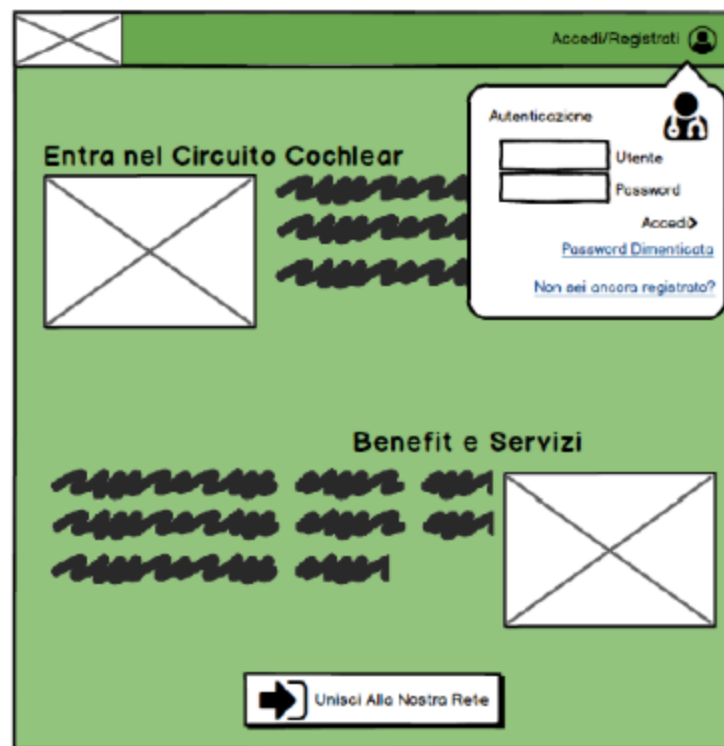 Accedi/Registrati
Autenticazione
Utente
Password
Accedi
Password Dimenticata
Non sei ancora registrato?
Entra nel Circuito Cochlear
Benefit e Servizi
Unisci Alla Nostra Rete